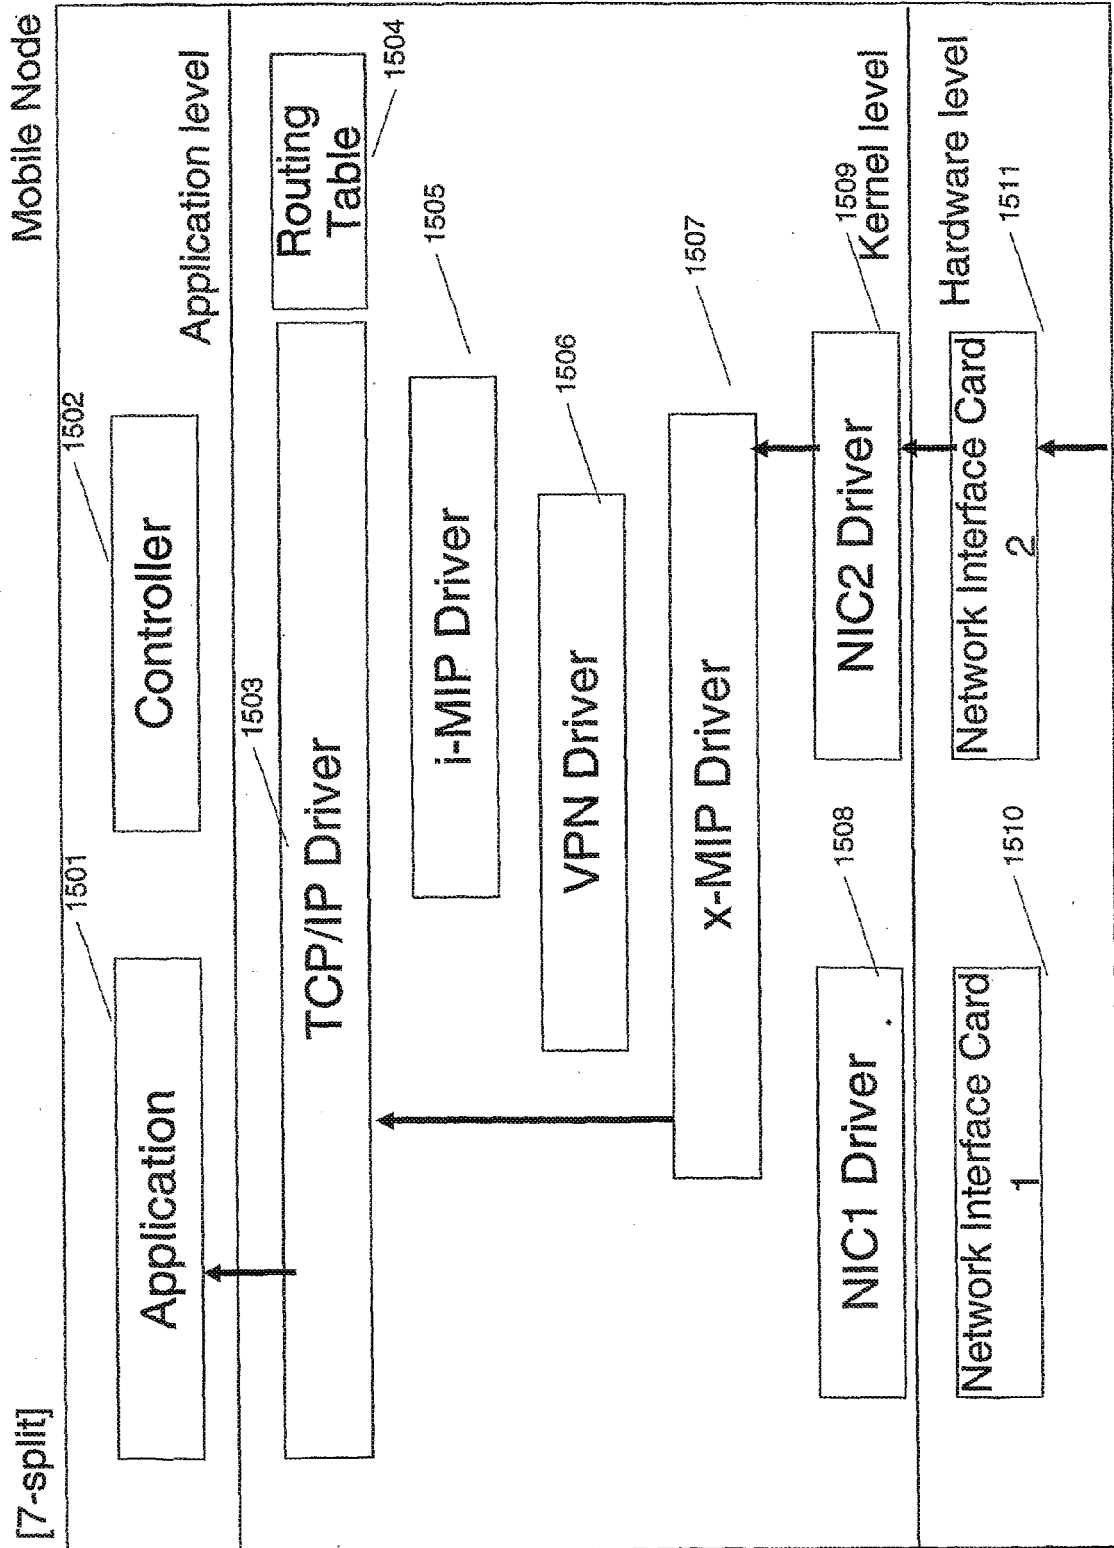 [7-split]
Mobile Node
Application level
1501
1502
Application
Controller
1503
TCP/IP Driver
Routing
Table
1504
i-MIP Driver
1505
VPN Driver
1506
x-MIP Driver
1507
NIC1 Driver
1508
NIC2 Driver
1509
Kernel level
Hardware level
Network Interface Card
1
1510
Network Interface Card
2
1511